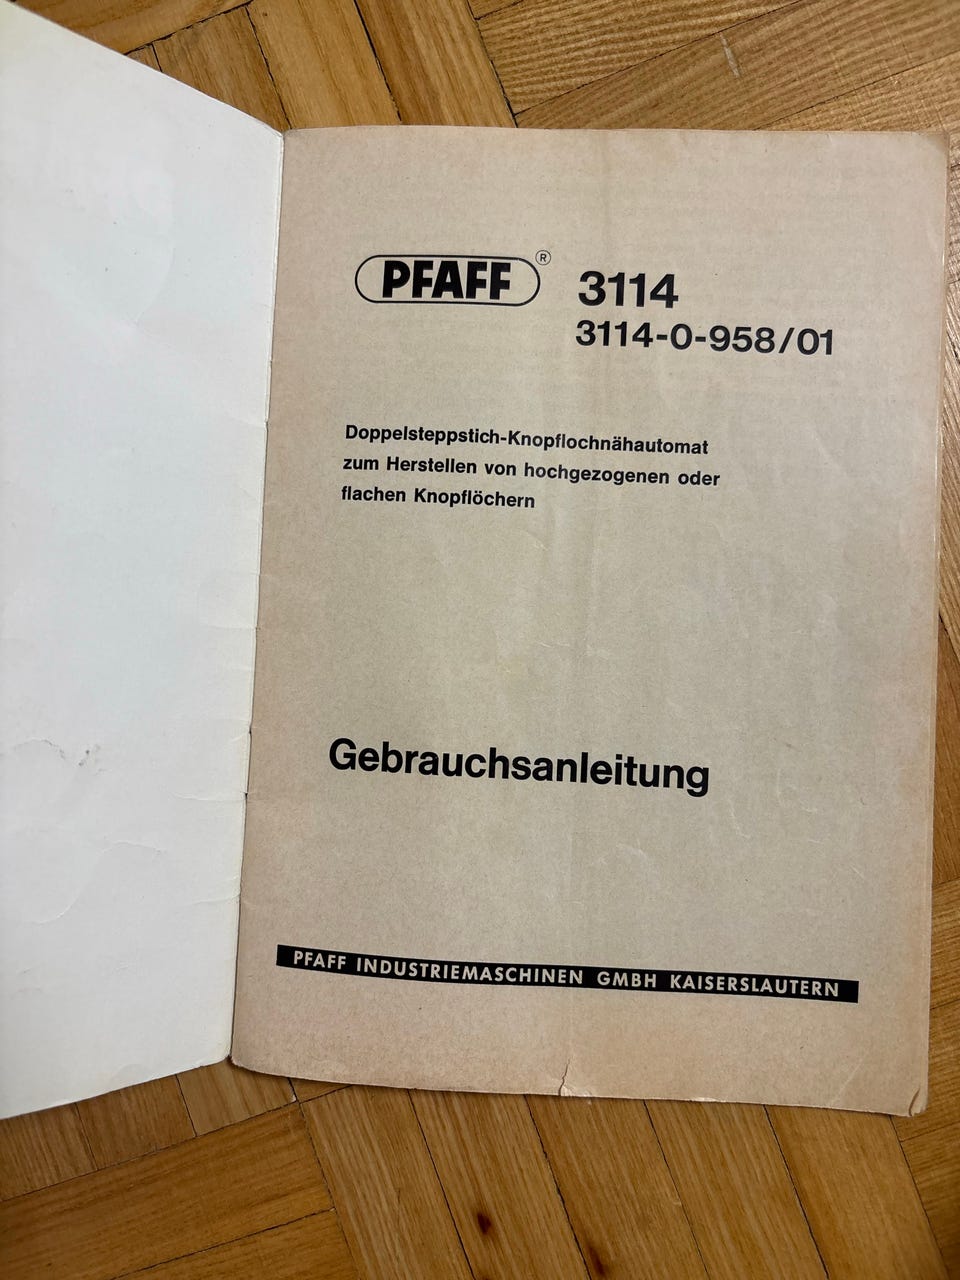 PFAFF ® 3114
3114-0-958/01
Doppelsteppstich-Knopflochnähautomat
zum Herstellen von hochgezogenen oder
flachen Knopflöchern
Gebrauchsanleitung
PFAFF INDUSTRIEMASCHINEN GMBH KAISERSLAUTERN